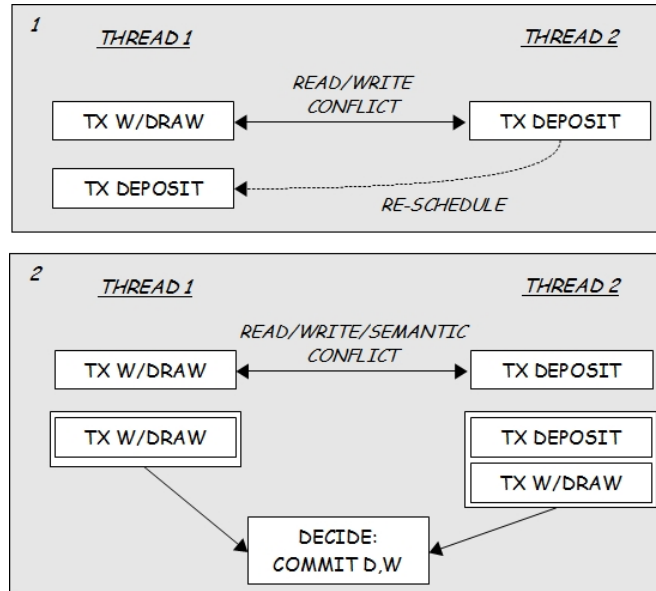 1
THREAD 1
THREAD 2
READ/WRITE
CONFLICT
TX W/DRAW
TX DEPOSIT
TX DEPOSIT
RE-SCHEDULE
2
THREAD 1
THREAD 2
READ/WRITE/SEMANTIC
CONFLICT
TX W/DRAW
TX DEPOSIT
TX W/DRAW
TX DEPOSIT
TX W/DRAW
DECIDE:
COMMIT D,W